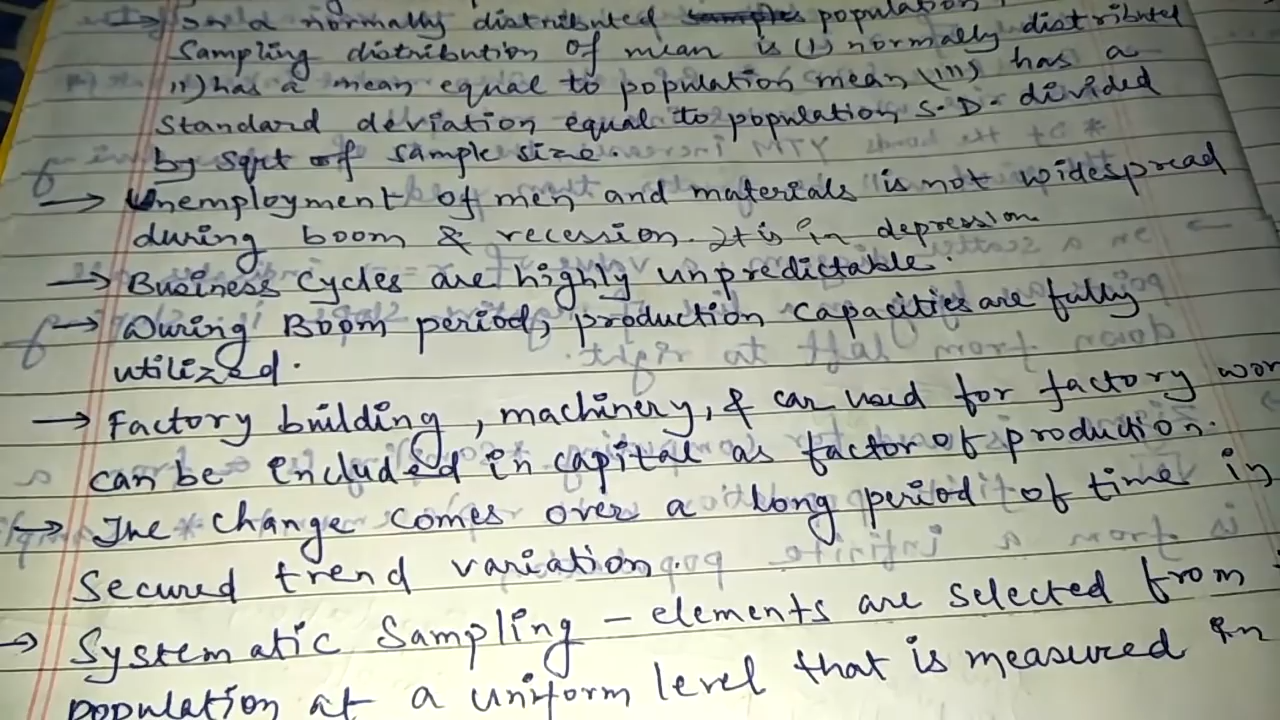 → In a normally distributed population,
Sampling distribution of mean is (i) normally distributed
ii) has a mean equal to population mean (iii) has a
Standard deviation equal to population S.D. divided
by sqrt of sample size.
→ Unemployment of men and materials is not widespread
during boom & recession. It is in depression.
→ Business Cycles are highly unpredictable.
→ During Boom period, production capacities are fully
utilized.
→ Factory building, machinery, & car used for factory wor
can be included in capital as factor of production.
→ The change comes over a long period of time in
Secured trend variation.
→ Systematic Sampling - elements are selected from
population at a uniform level that is measured in